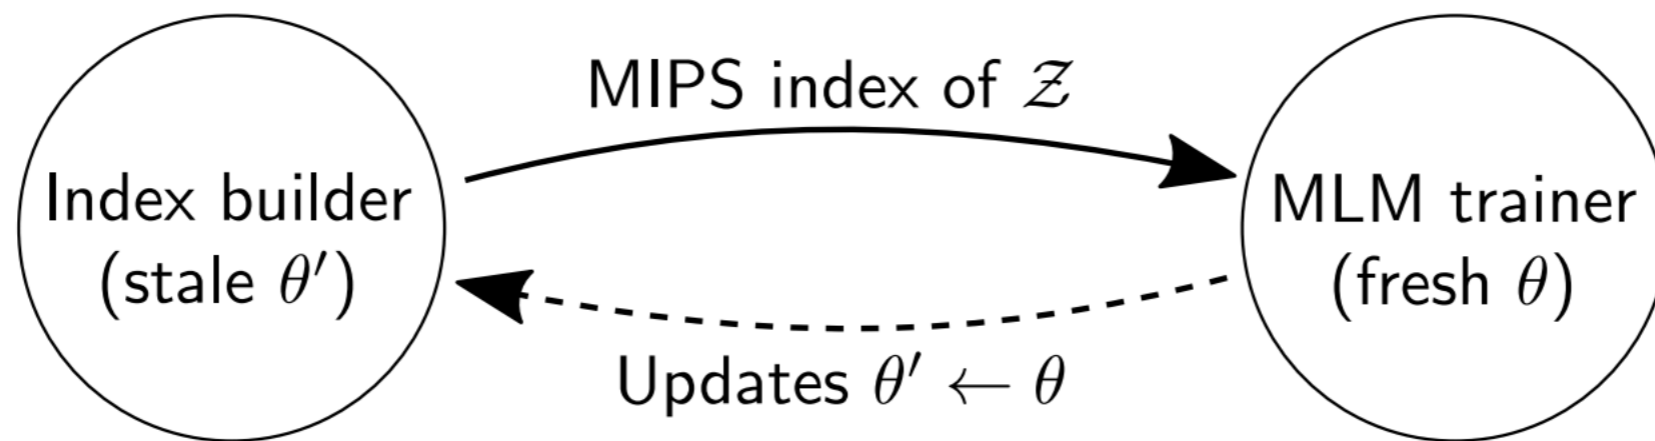 MIPS index of 𝒵
Index builder
(stale θ′)
MLM trainer
(fresh θ)
Updates θ′ ← θ